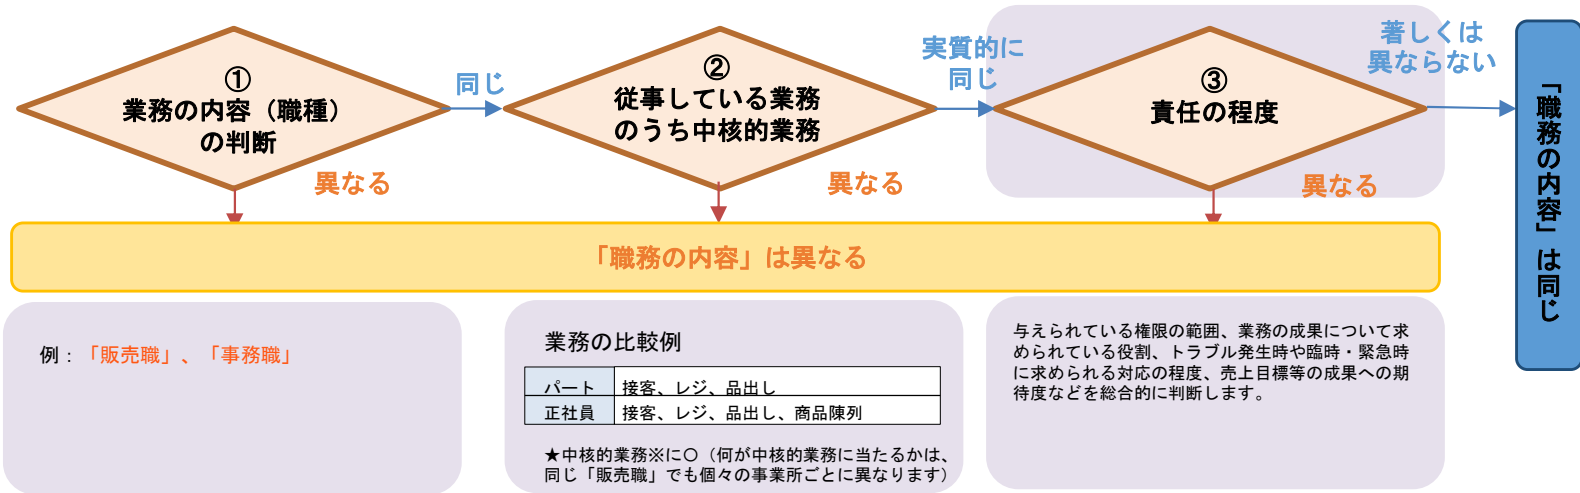 ①
業務の内容（職種）
の判断
同じ
異なる
②
従事している業務
のうち中核的業務
実質的に
同じ
異なる
③
責任の程度
著しくは
異ならない
異なる
「職務の内容」は同じ
「職務の内容」は異なる
例：「販売職」、「事務職」
業務の比較例
パート 接客、レジ、品出し
正社員 接客、レジ、品出し、商品陳列
★中核的業務※に〇（何が中核的業務に当たるかは、
同じ「販売職」でも個々の事業所ごとに異なります）
与えられている権限の範囲、業務の成果について求
められている役割、トラブル発生時や臨時・緊急時
に求められる対応の程度、売上目標等の成果への期
待度などを総合的に判断します。